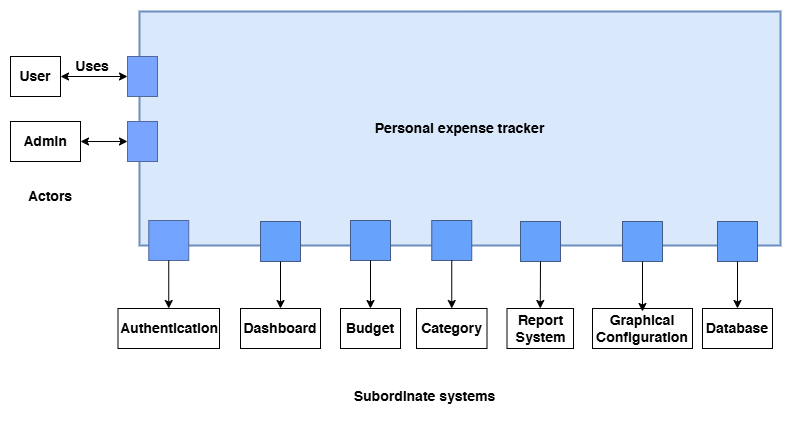 Uses
User
Personal expense tracker
Admin
Actors
Authentication
Dashboard
Budget
Category
Report
System
Graphical
Configuration
Database
Subordinate systems